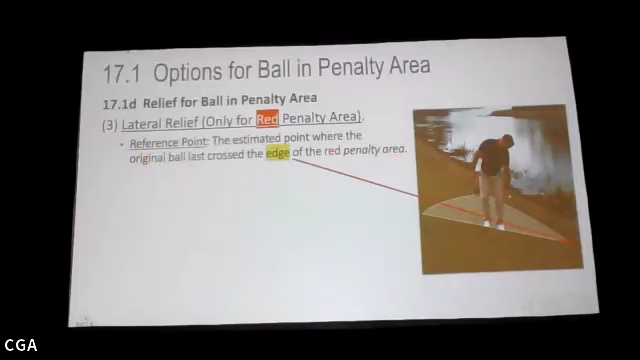 17.1 Options for Ball in Penalty Area
17.1d Relief for Ball in Penalty Area
(3) Lateral Relief (Only for Red Penalty Area).
• Reference Point: The estimated point where the
original ball last crossed the edge of the red penalty area.
CGA